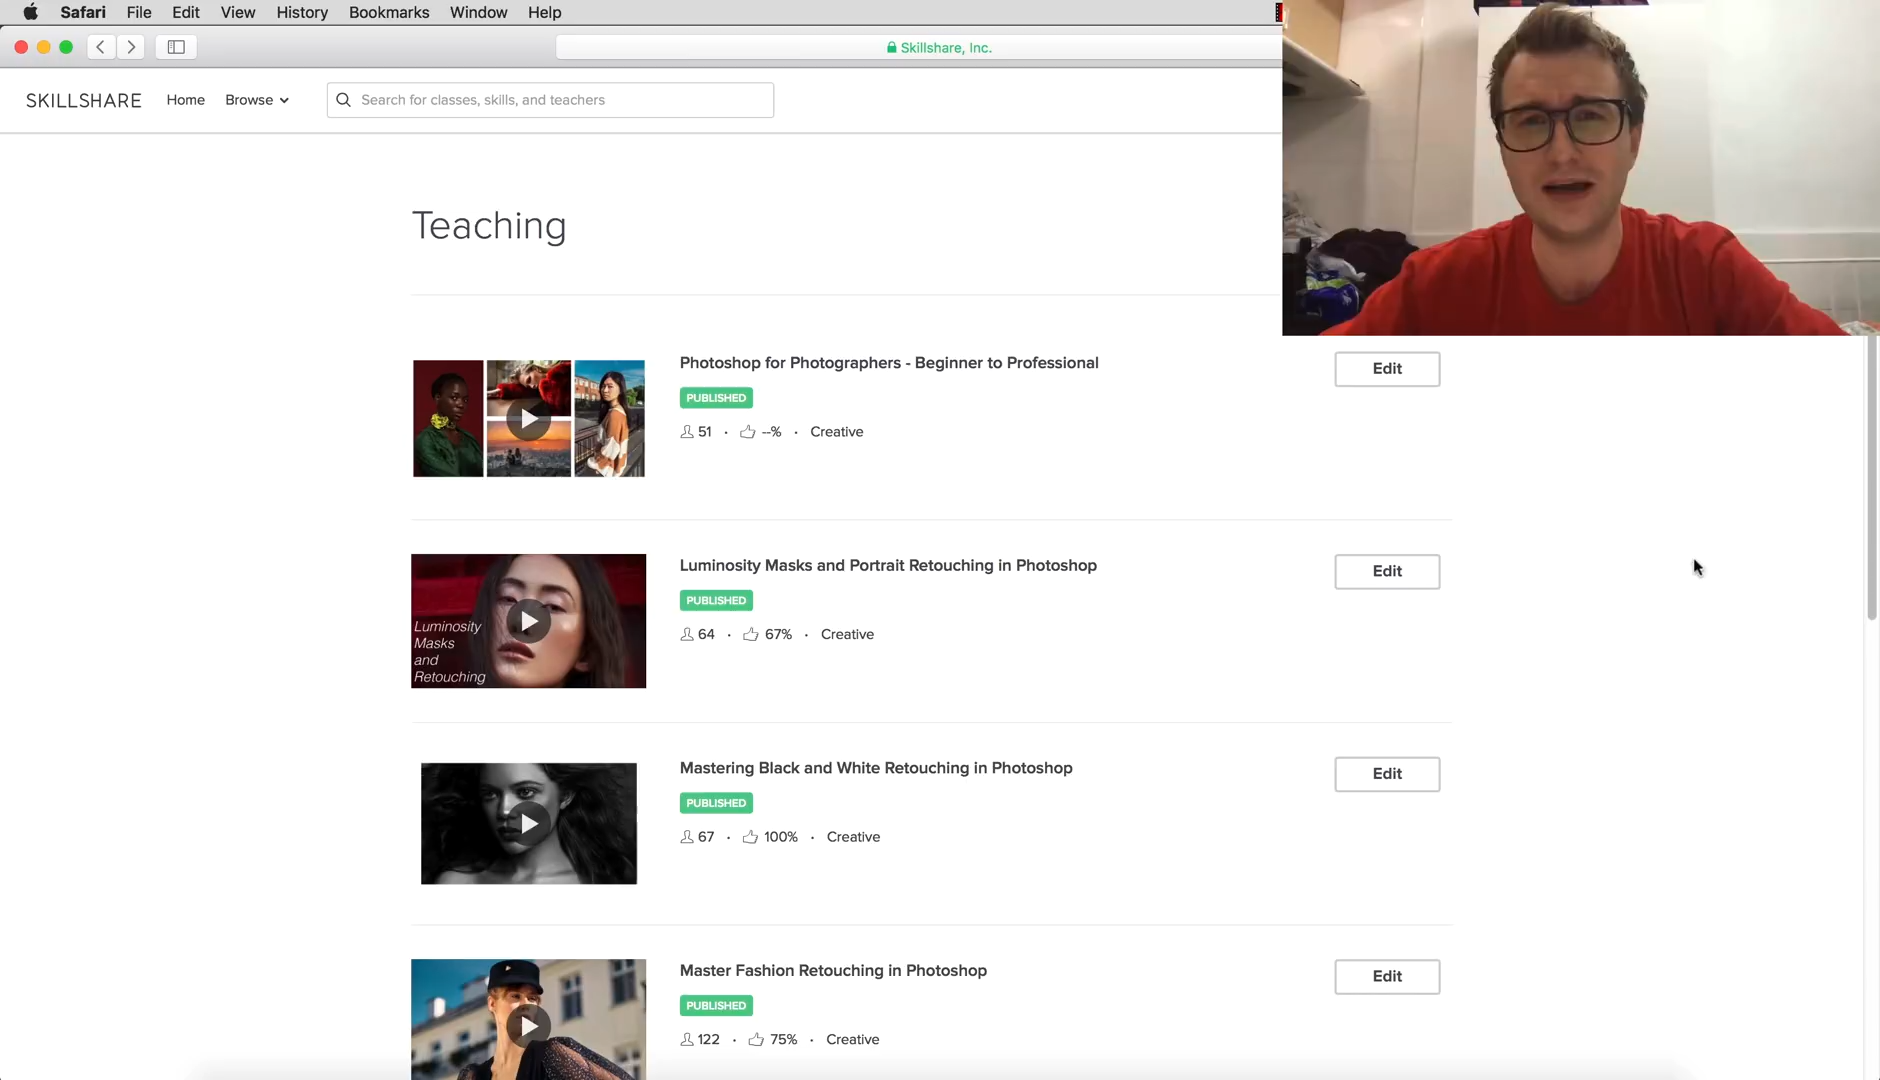 Safari File Edit View History Bookmarks Window Help
Skillshare, Inc.
SKILLSHARE Home Browse Search for classes, skills, and teachers
Teaching
Photoshop for Photographers - Beginner to Professional
Edit
PUBLISHED
51 · --% · Creative
Luminosity Masks and Portrait Retouching in Photoshop
Edit
PUBLISHED
64 · 67% · Creative
Luminosity
Masks
and
Retouching
Mastering Black and White Retouching in Photoshop
Edit
PUBLISHED
67 · 100% · Creative
Master Fashion Retouching in Photoshop
Edit
PUBLISHED
122 · 75% · Creative